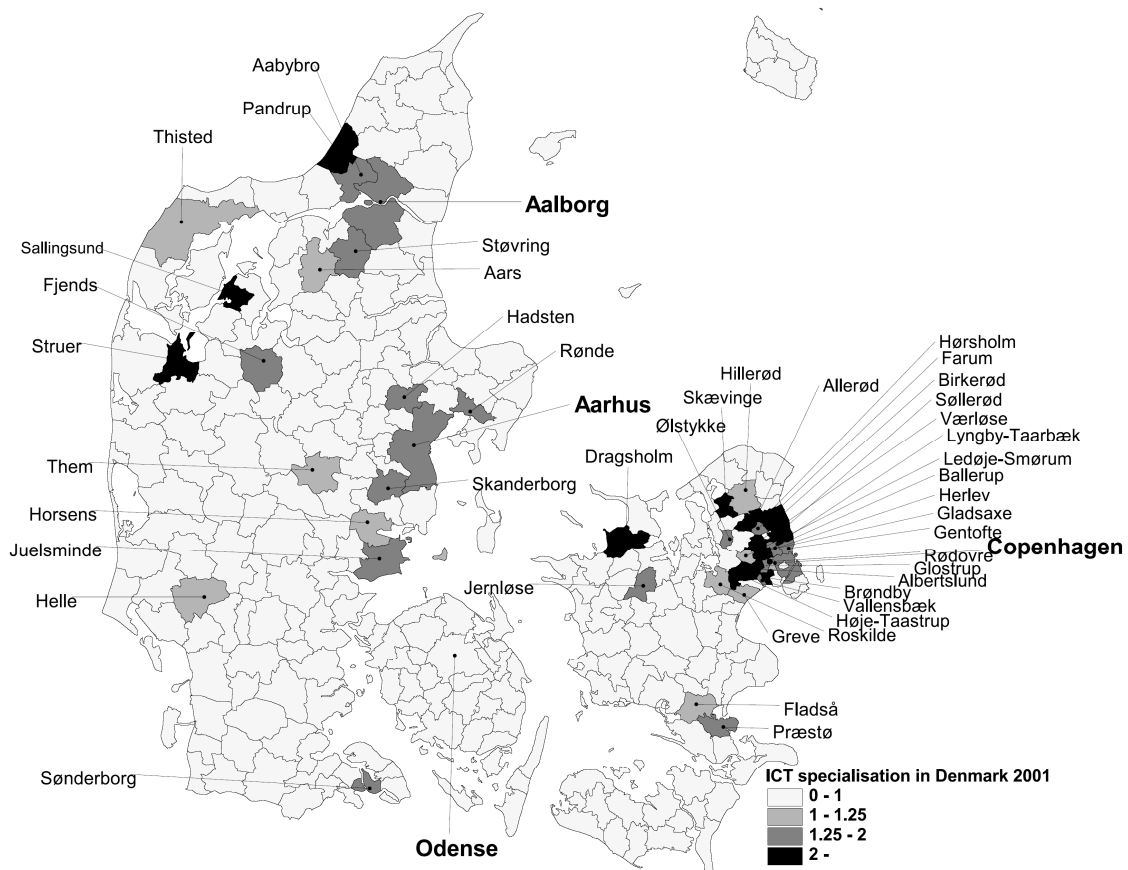 Aabybro
Pandrup
Thisted
Aalborg
Sallingsund
Støvring
Aars
Fjends
Hadsten
Struer
Rønde
Hørsholm
Farum
Hillerød
Birkerød
Allerød
Skævinge
Søllerød
Aarhus
Værløse
Ølstykke
Lyngby-Taarbæk
Dragsholm
Ledøje-Smørum
Them
Ballerup
Skanderborg
Herlev
Horsens
Gladsaxe
Gentofte
Juelsminde
Copenhagen
Rødovre
Glostrup
Jernløse
Albertslund
Helle
Brøndby
Vallensbæk
Høje-Taastrup
Greve
Roskilde
Fladså
Præstø
Sønderborg
ICT specialisation in Denmark 2001
0 - 1
1 - 1.25
1.25 - 2
2 -
Odense